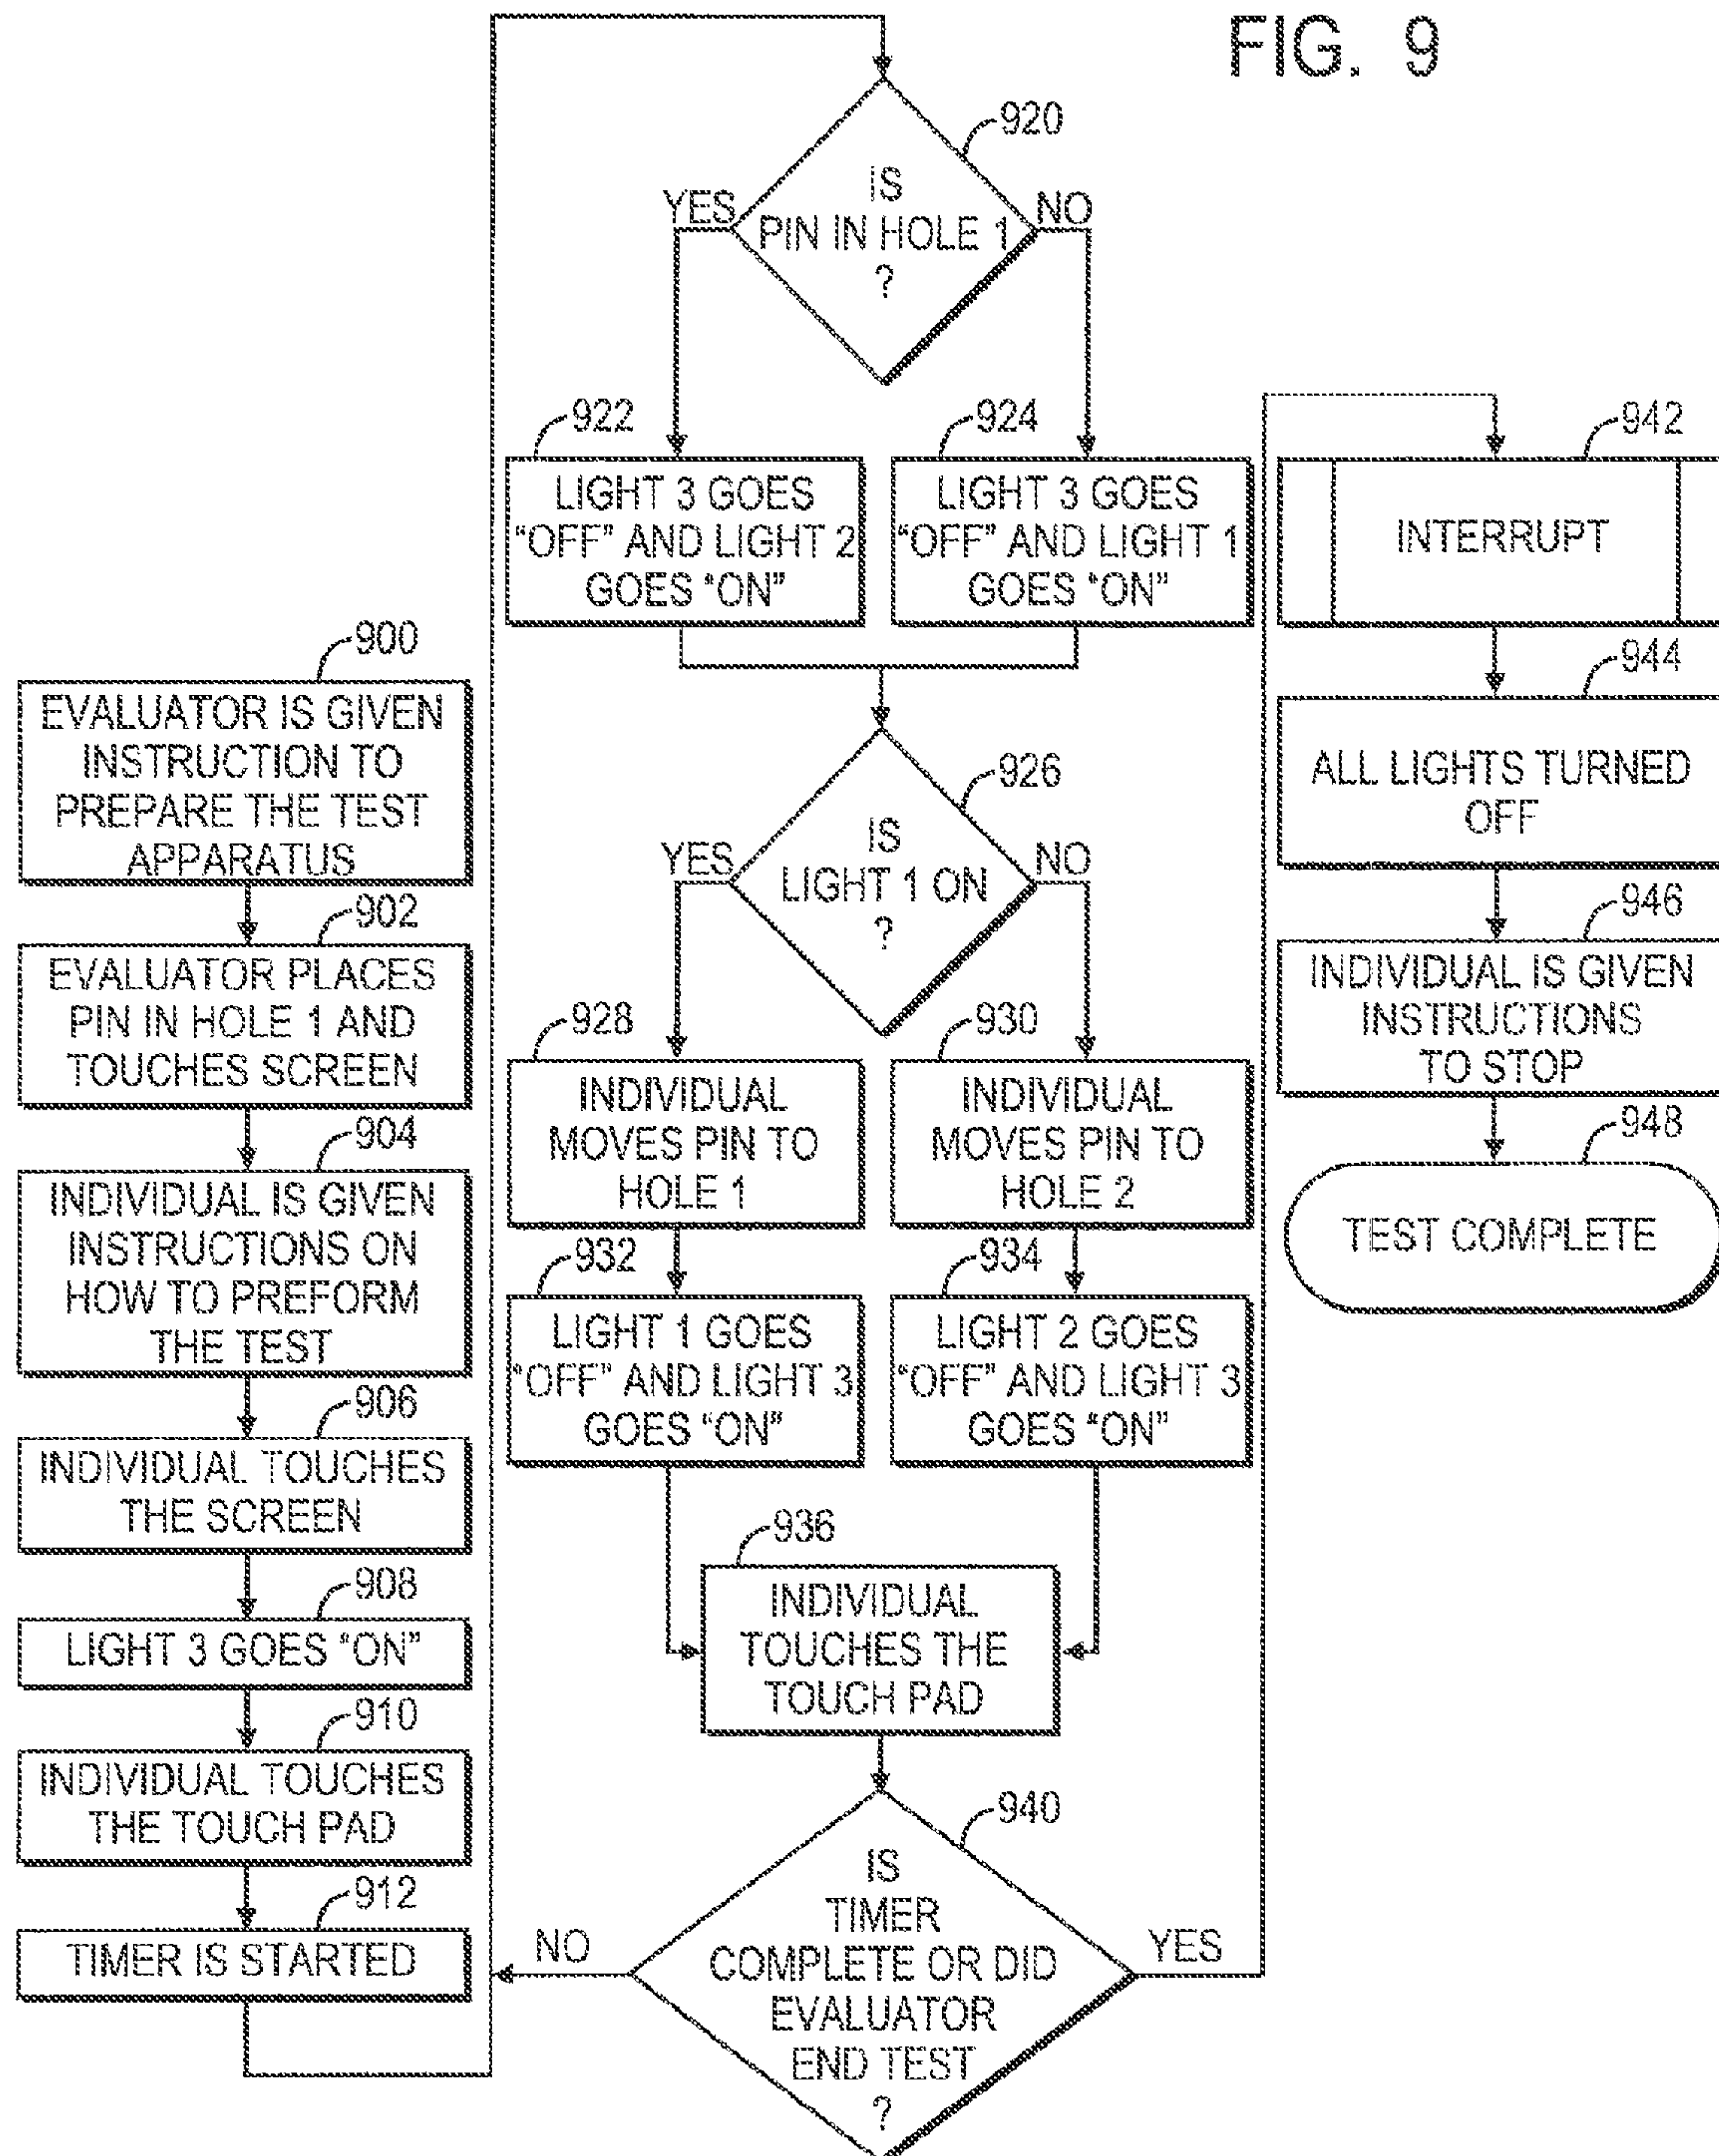 FIG. 9
900
EVALUATOR IS GIVEN
INSTRUCTION TO
PREPARE THE TEST
APPARATUS
902
EVALUATOR PLACES
PIN IN HOLE 1 AND
TOUCHES SCREEN
904
INDIVIDUAL IS GIVEN
INSTRUCTIONS ON
HOW TO PREFORM
THE TEST
906
INDIVIDUAL TOUCHES
THE SCREEN
908
LIGHT 3 GOES "ON"
910
INDIVIDUAL TOUCHES
THE TOUCH PAD
912
TIMER IS STARTED
920
IS
PIN IN HOLE 1
?
YES
NO
922
LIGHT 3 GOES
"OFF" AND LIGHT 2
GOES "ON"
924
LIGHT 3 GOES
"OFF" AND LIGHT 1
GOES "ON"
926
IS
LIGHT 1 ON
?
YES
NO
928
INDIVIDUAL
MOVES PIN TO
HOLE 1
930
INDIVIDUAL
MOVES PIN TO
HOLE 2
932
LIGHT 1 GOES
"OFF" AND LIGHT 3
GOES "ON"
934
LIGHT 2 GOES
"OFF" AND LIGHT 3
GOES "ON"
936
INDIVIDUAL
TOUCHES THE
TOUCH PAD
940
IS
TIMER
COMPLETE OR DID
EVALUATOR
END TEST
?
NO
YES
942
INTERRUPT
944
ALL LIGHTS TURNED
OFF
946
INDIVIDUAL IS GIVEN
INSTRUCTIONS
TO STOP
948
TEST COMPLETE